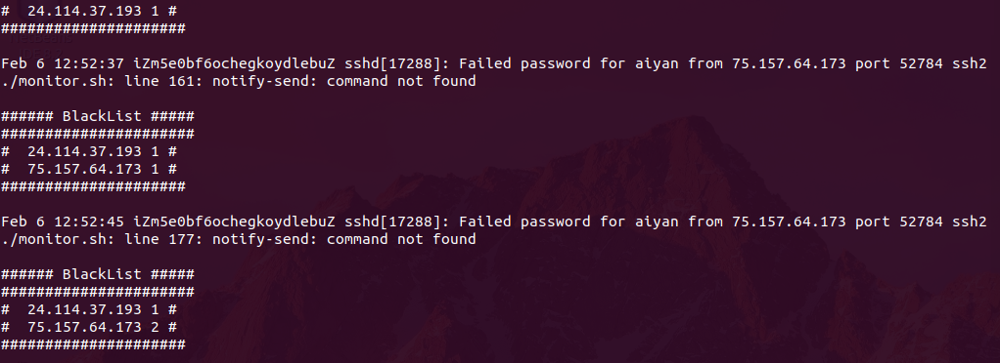 #  24.114.37.193 1 #
#####################
Feb 6 12:52:37 iZm5e0bf6ochegkoydlebuZ sshd[17288]: Failed password for aiyan from 75.157.64.173 port 52784 ssh2
./monitor.sh: line 161: notify-send: command not found
###### BlackList #####
######################
#  24.114.37.193 1 #
#  75.157.64.173 1 #
#####################
Feb 6 12:52:45 iZm5e0bf6ochegkoydlebuZ sshd[17288]: Failed password for aiyan from 75.157.64.173 port 52784 ssh2
./monitor.sh: line 177: notify-send: command not found
###### BlackList #####
######################
#  24.114.37.193 1 #
#  75.157.64.173 2 #
#####################